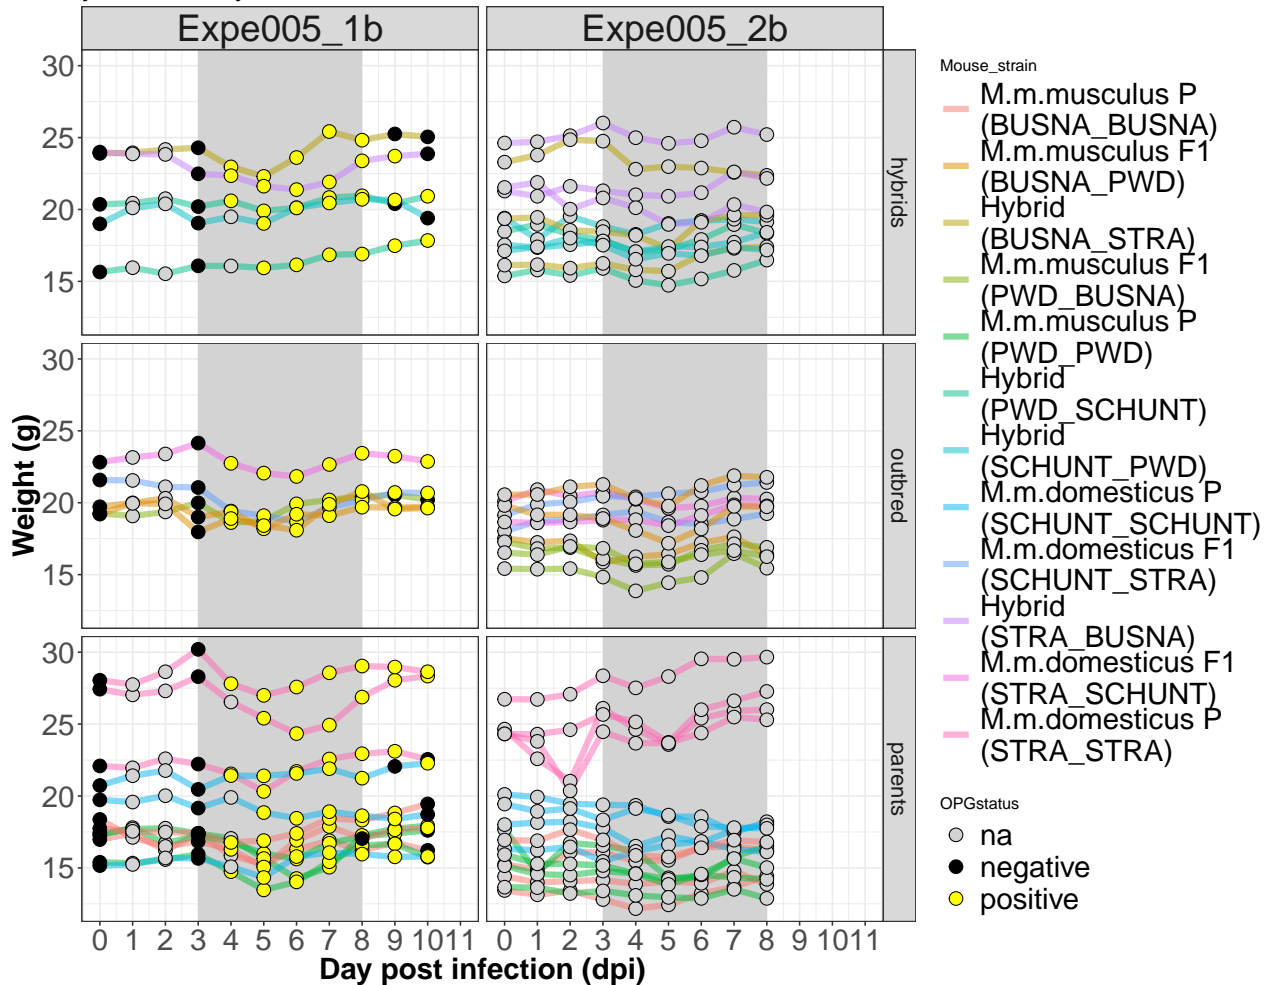 Expe005_1b
Expe005_2b
30
25
20
15
hybrids
30
25
20
15
outbred
30
25
20
15
parents
Weight (g)
0 1 2 3 4 5 6 7 8 9 10 11
0 1 2 3 4 5 6 7 8 9 10 11
Day post infection (dpi)
Mouse_strain
M.m.musculus P
(BUSNA_BUSNA)
M.m.musculus F1
(BUSNA_PWD)
Hybrid
(BUSNA_STRA)
M.m.musculus F1
(PWD_BUSNA)
M.m.musculus P
(PWD_PWD)
Hybrid
(PWD_SCHUNT)
Hybrid
(SCHUNT_PWD)
M.m.domesticus P
(SCHUNT_SCHUNT)
M.m.domesticus F1
(SCHUNT_STRA)
Hybrid
(STRA_BUSNA)
M.m.domesticus F1
(STRA_SCHUNT)
M.m.domesticus P
(STRA_STRA)
OPGstatus
na
negative
positive